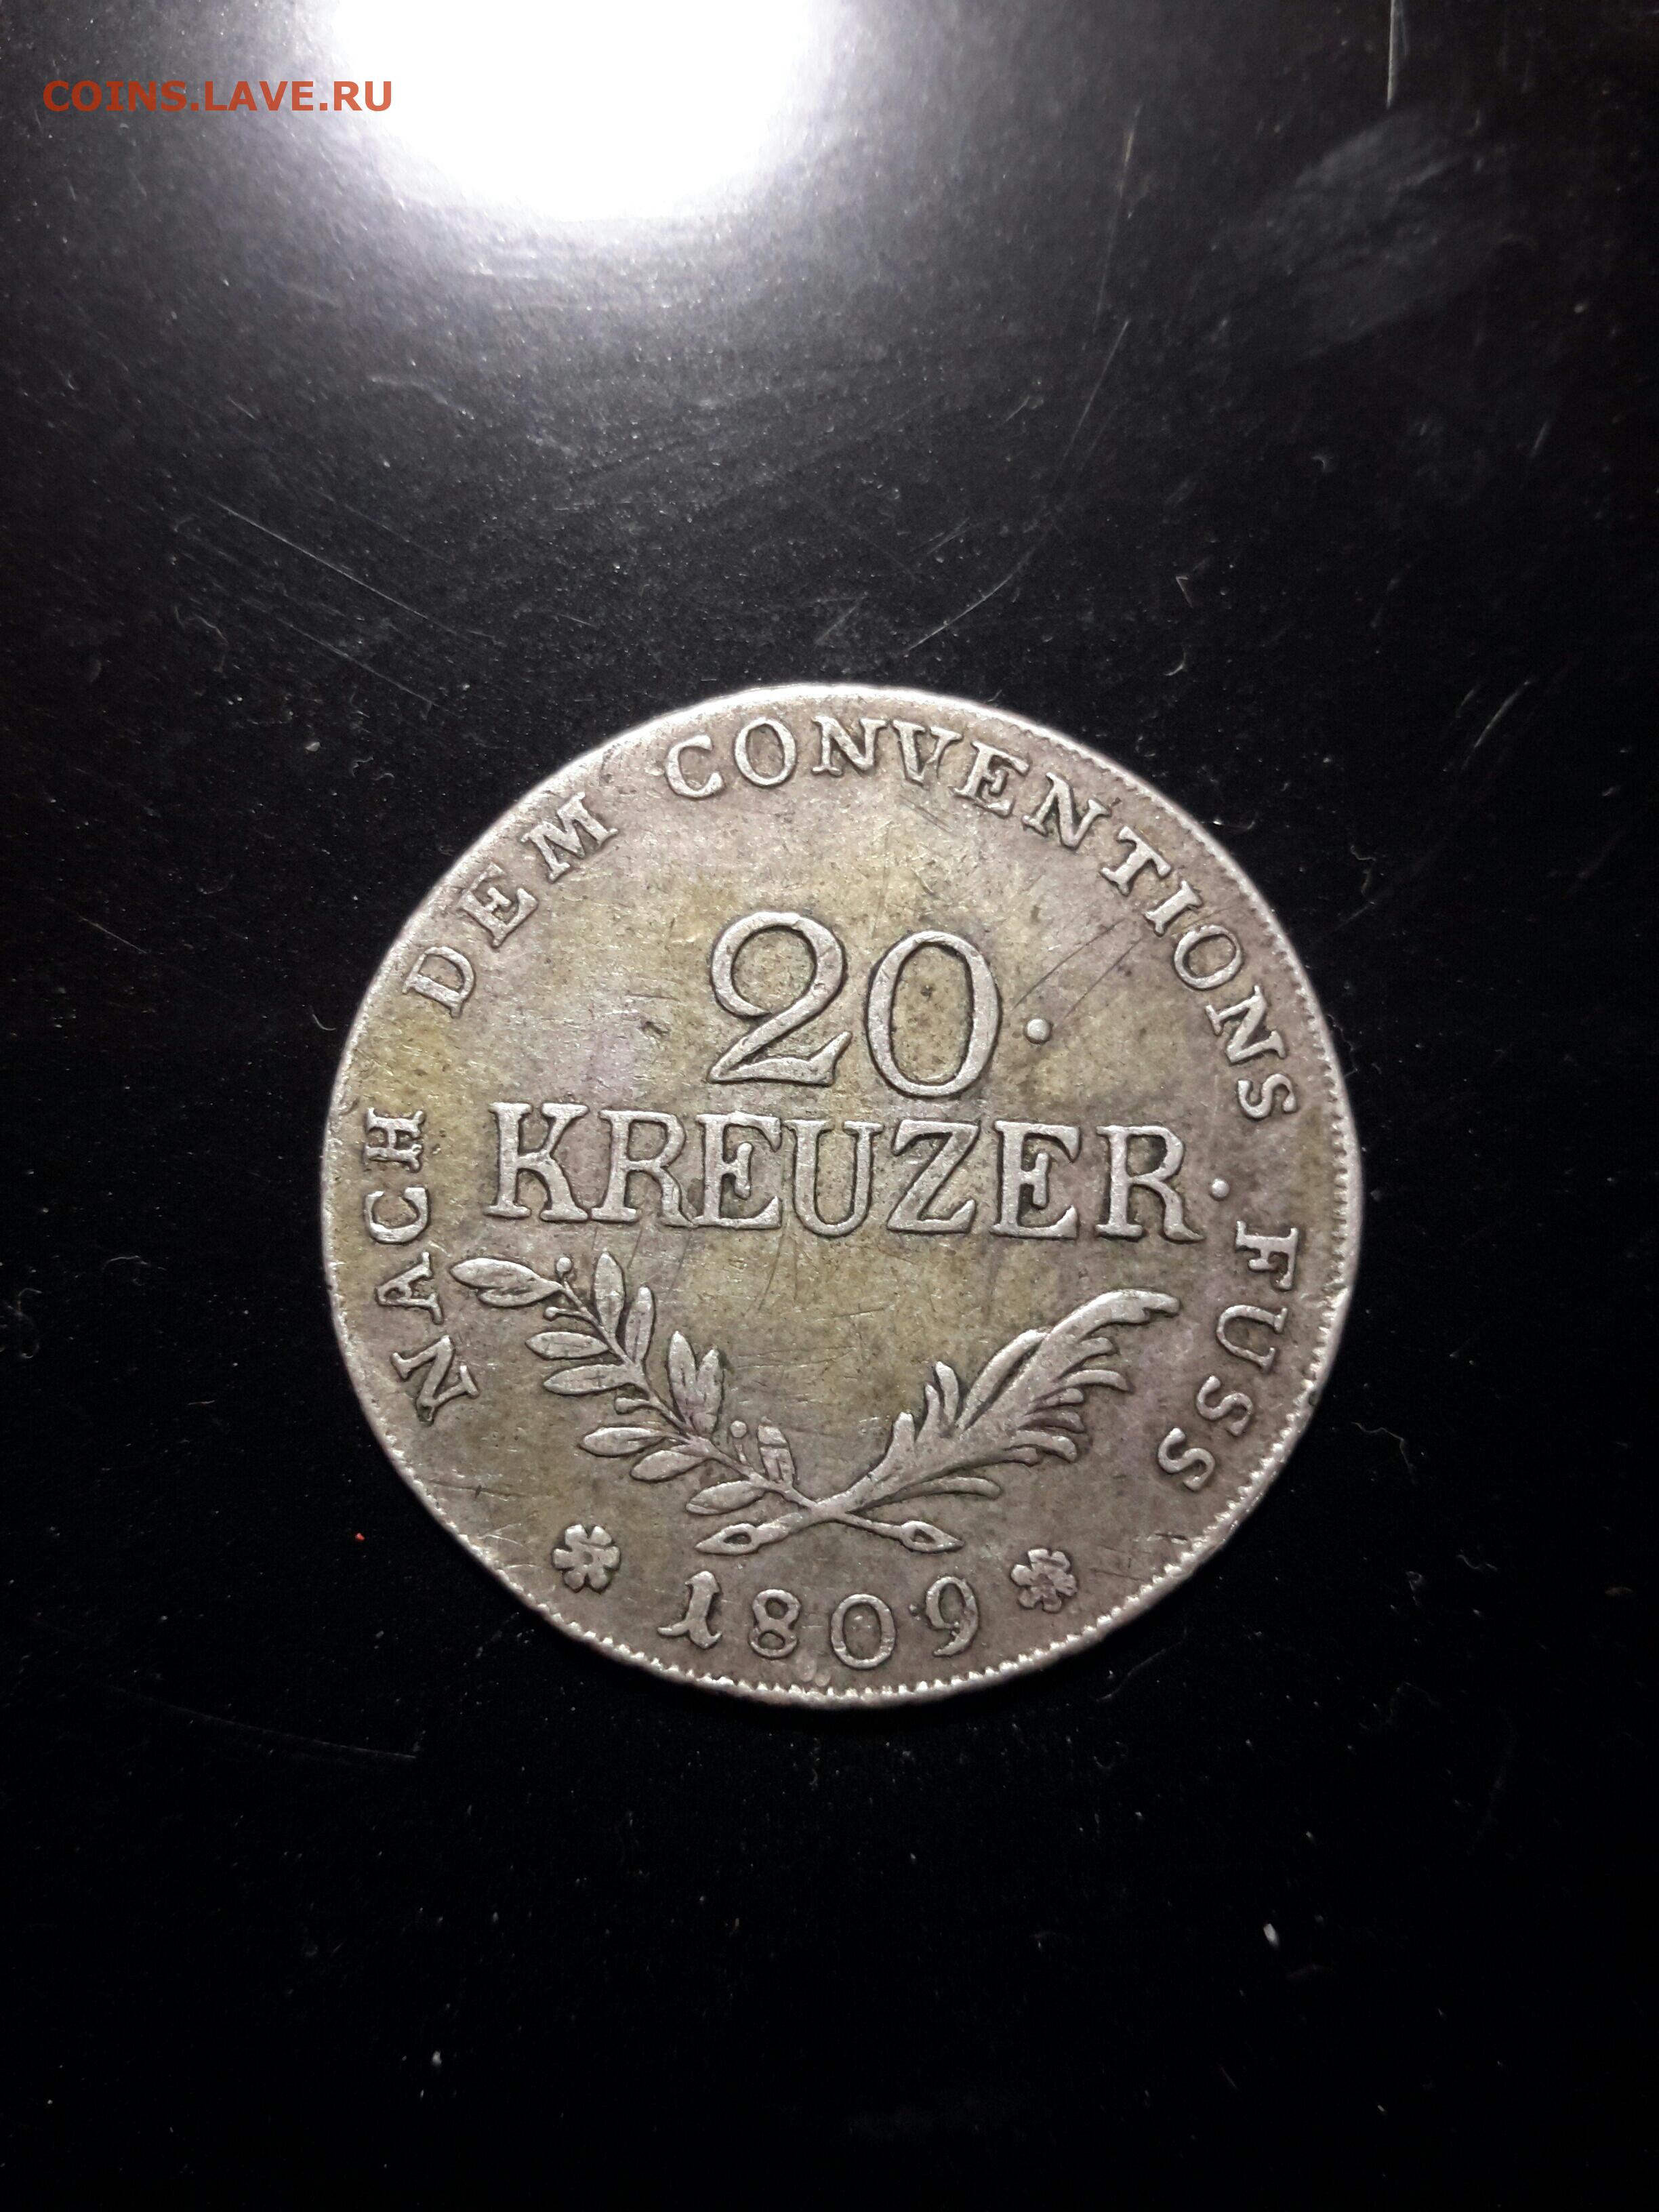 COINS.LAVE.RU
NACH DEM CONVENTIONS FUSS
20.
KREUZER.
1809